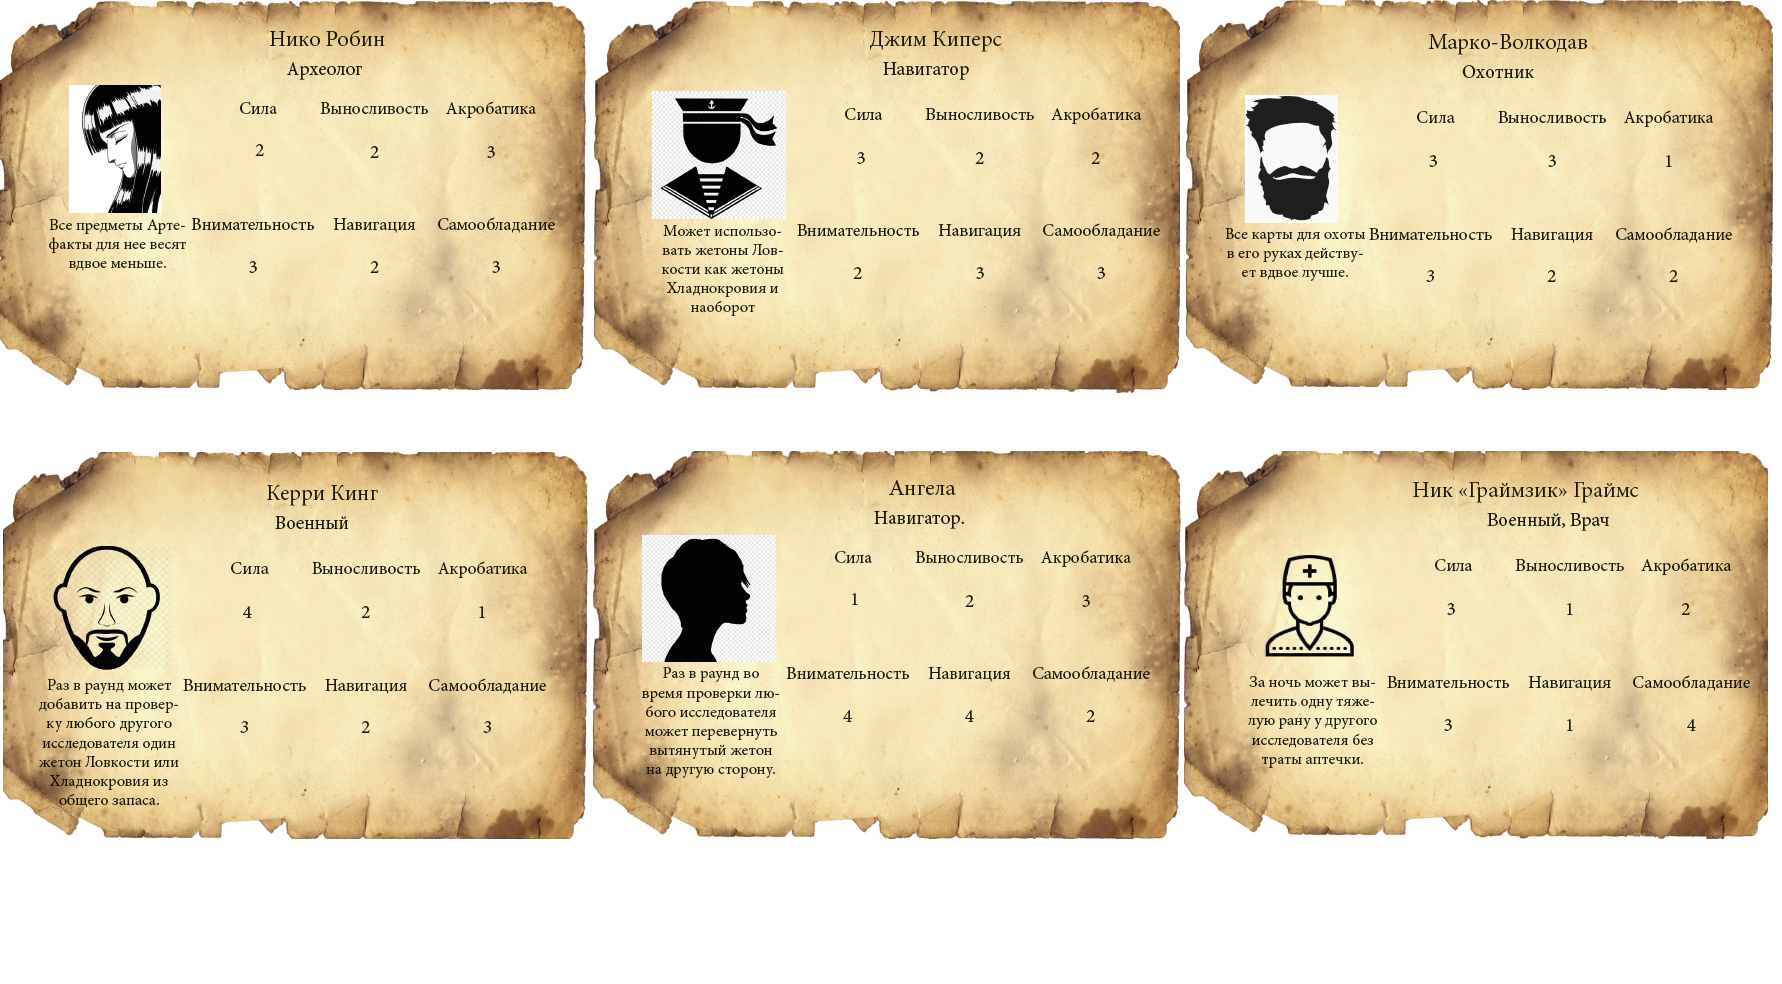 Нико Робин
Археолог
Сила Выносливость Акробатика
2 2 3
Все предметы Арте-
факты для нее весят
вдвое меньше.
Внимательность Навигация Самообладание
3 2 3
Джим Киперс
Навигатор
Сила Выносливость Акробатика
3 2 2
Может использо-
вать жетоны Лов-
кости как жетоны
Хладнокровия и
наоборот
Внимательность Навигация Самообладание
2 3 3
Марко-Волкодав
Охотник
Сила Выносливость Акробатика
3 3 1
Все карты для охоты
в его руках действу-
ет вдвое лучше.
Внимательность Навигация Самообладание
3 2 2
Керри Кинг
Военный
Сила Выносливость Акробатика
4 2 1
Раз в раунд может
добавить на провер-
ку любого другого
исследователя один
жетон Ловкости или
Хладнокровия из
общего запаса.
Внимательность Навигация Самообладание
3 2 3
Ангела
Навигатор.
Сила Выносливость Акробатика
1 2 3
Раз в раунд во
время проверки лю-
бого исследователя
может перевернуть
вытянутый жетон
на другую сторону.
Внимательность Навигация Самообладание
4 4 2
Ник «Граймзик» Граймс
Военный, Врач
Сила Выносливость Акробатика
3 1 2
За ночь может вы-
лечить одну тяже-
лую рану у другого
исследователя без
траты аптечки.
Внимательность Навигация Самообладание
3 1 4